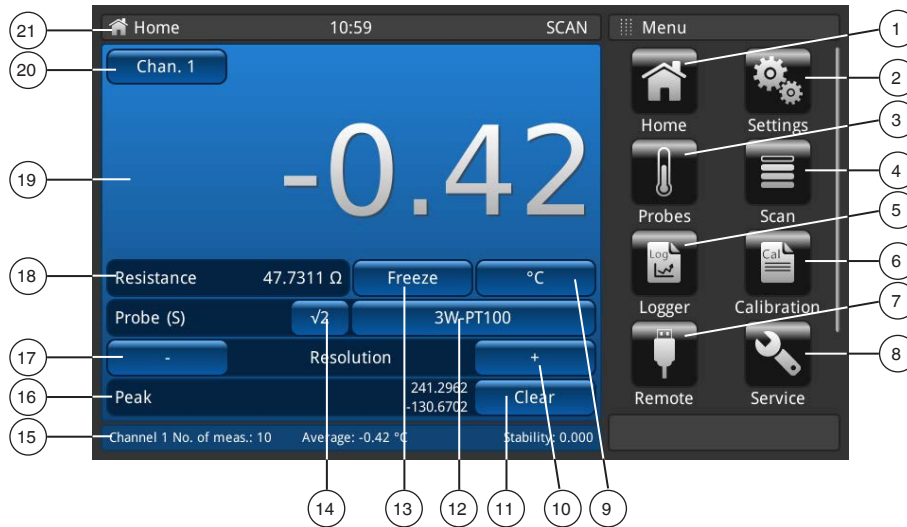 Home 10:59 SCAN
Menu
Chan. 1
-0.42
Home Settings
Probes Scan
Log Cal
Logger Calibration
Remote Service
Resistance 47.7311 Ω Freeze °C
Probe (S) √2 3W-PT100
- Resolution +
Peak 241.2962 Clear
-130.6702
Channel 1 No. of meas.: 10 Average: -0.42 °C Stability: 0.000
1
2
3
4
5
6
7
8
9
10
11
12
13
14
15
16
17
18
19
20
21